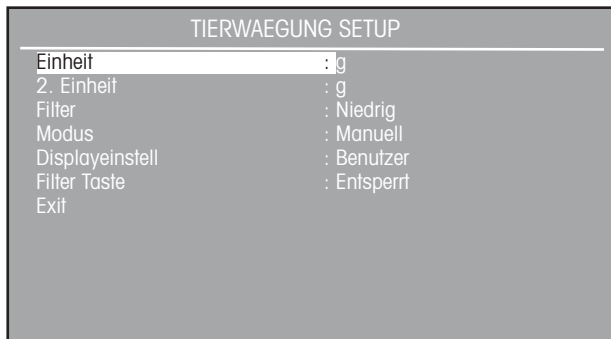 TIERWAEGUNG SETUP
Einheit : g
2. Einheit : g
Filter : Niedrig
Modus : Manuell
Displayeinstell : Benutzer
Filter Taste : Entsperrt
Exit